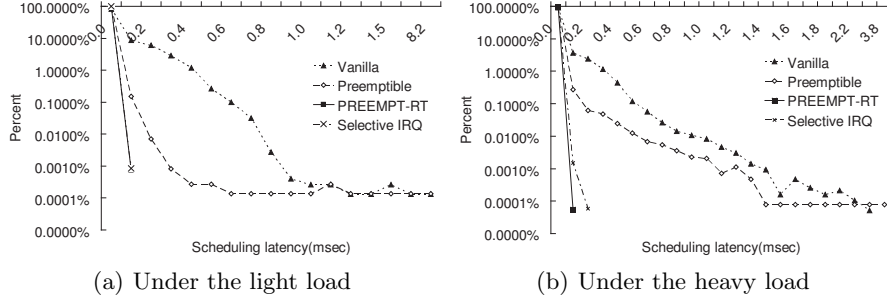 100.0000%
10.0000%
1.0000%
0.1000%
0.0100%
0.0010%
0.0001%
0.0000%
Percent
0.0 0.2 0.4 0.6 0.8 1.0 1.2 1.5 8.2
Vanilla
Preemptible
PREEMPT-RT
Selective IRQ
Scheduling latency(msec)
(a) Under the light load
100.0000%
10.0000%
1.0000%
0.1000%
0.0100%
0.0010%
0.0001%
0.0000%
Percent
0.0 0.2 0.4 0.6 0.8 1.0 1.2 1.4 1.6 1.8 2.2 3.8
Vanilla
Preemptible
PREEMPT-RT
Selective IRQ
Scheduling latency(msec)
(b) Under the heavy load